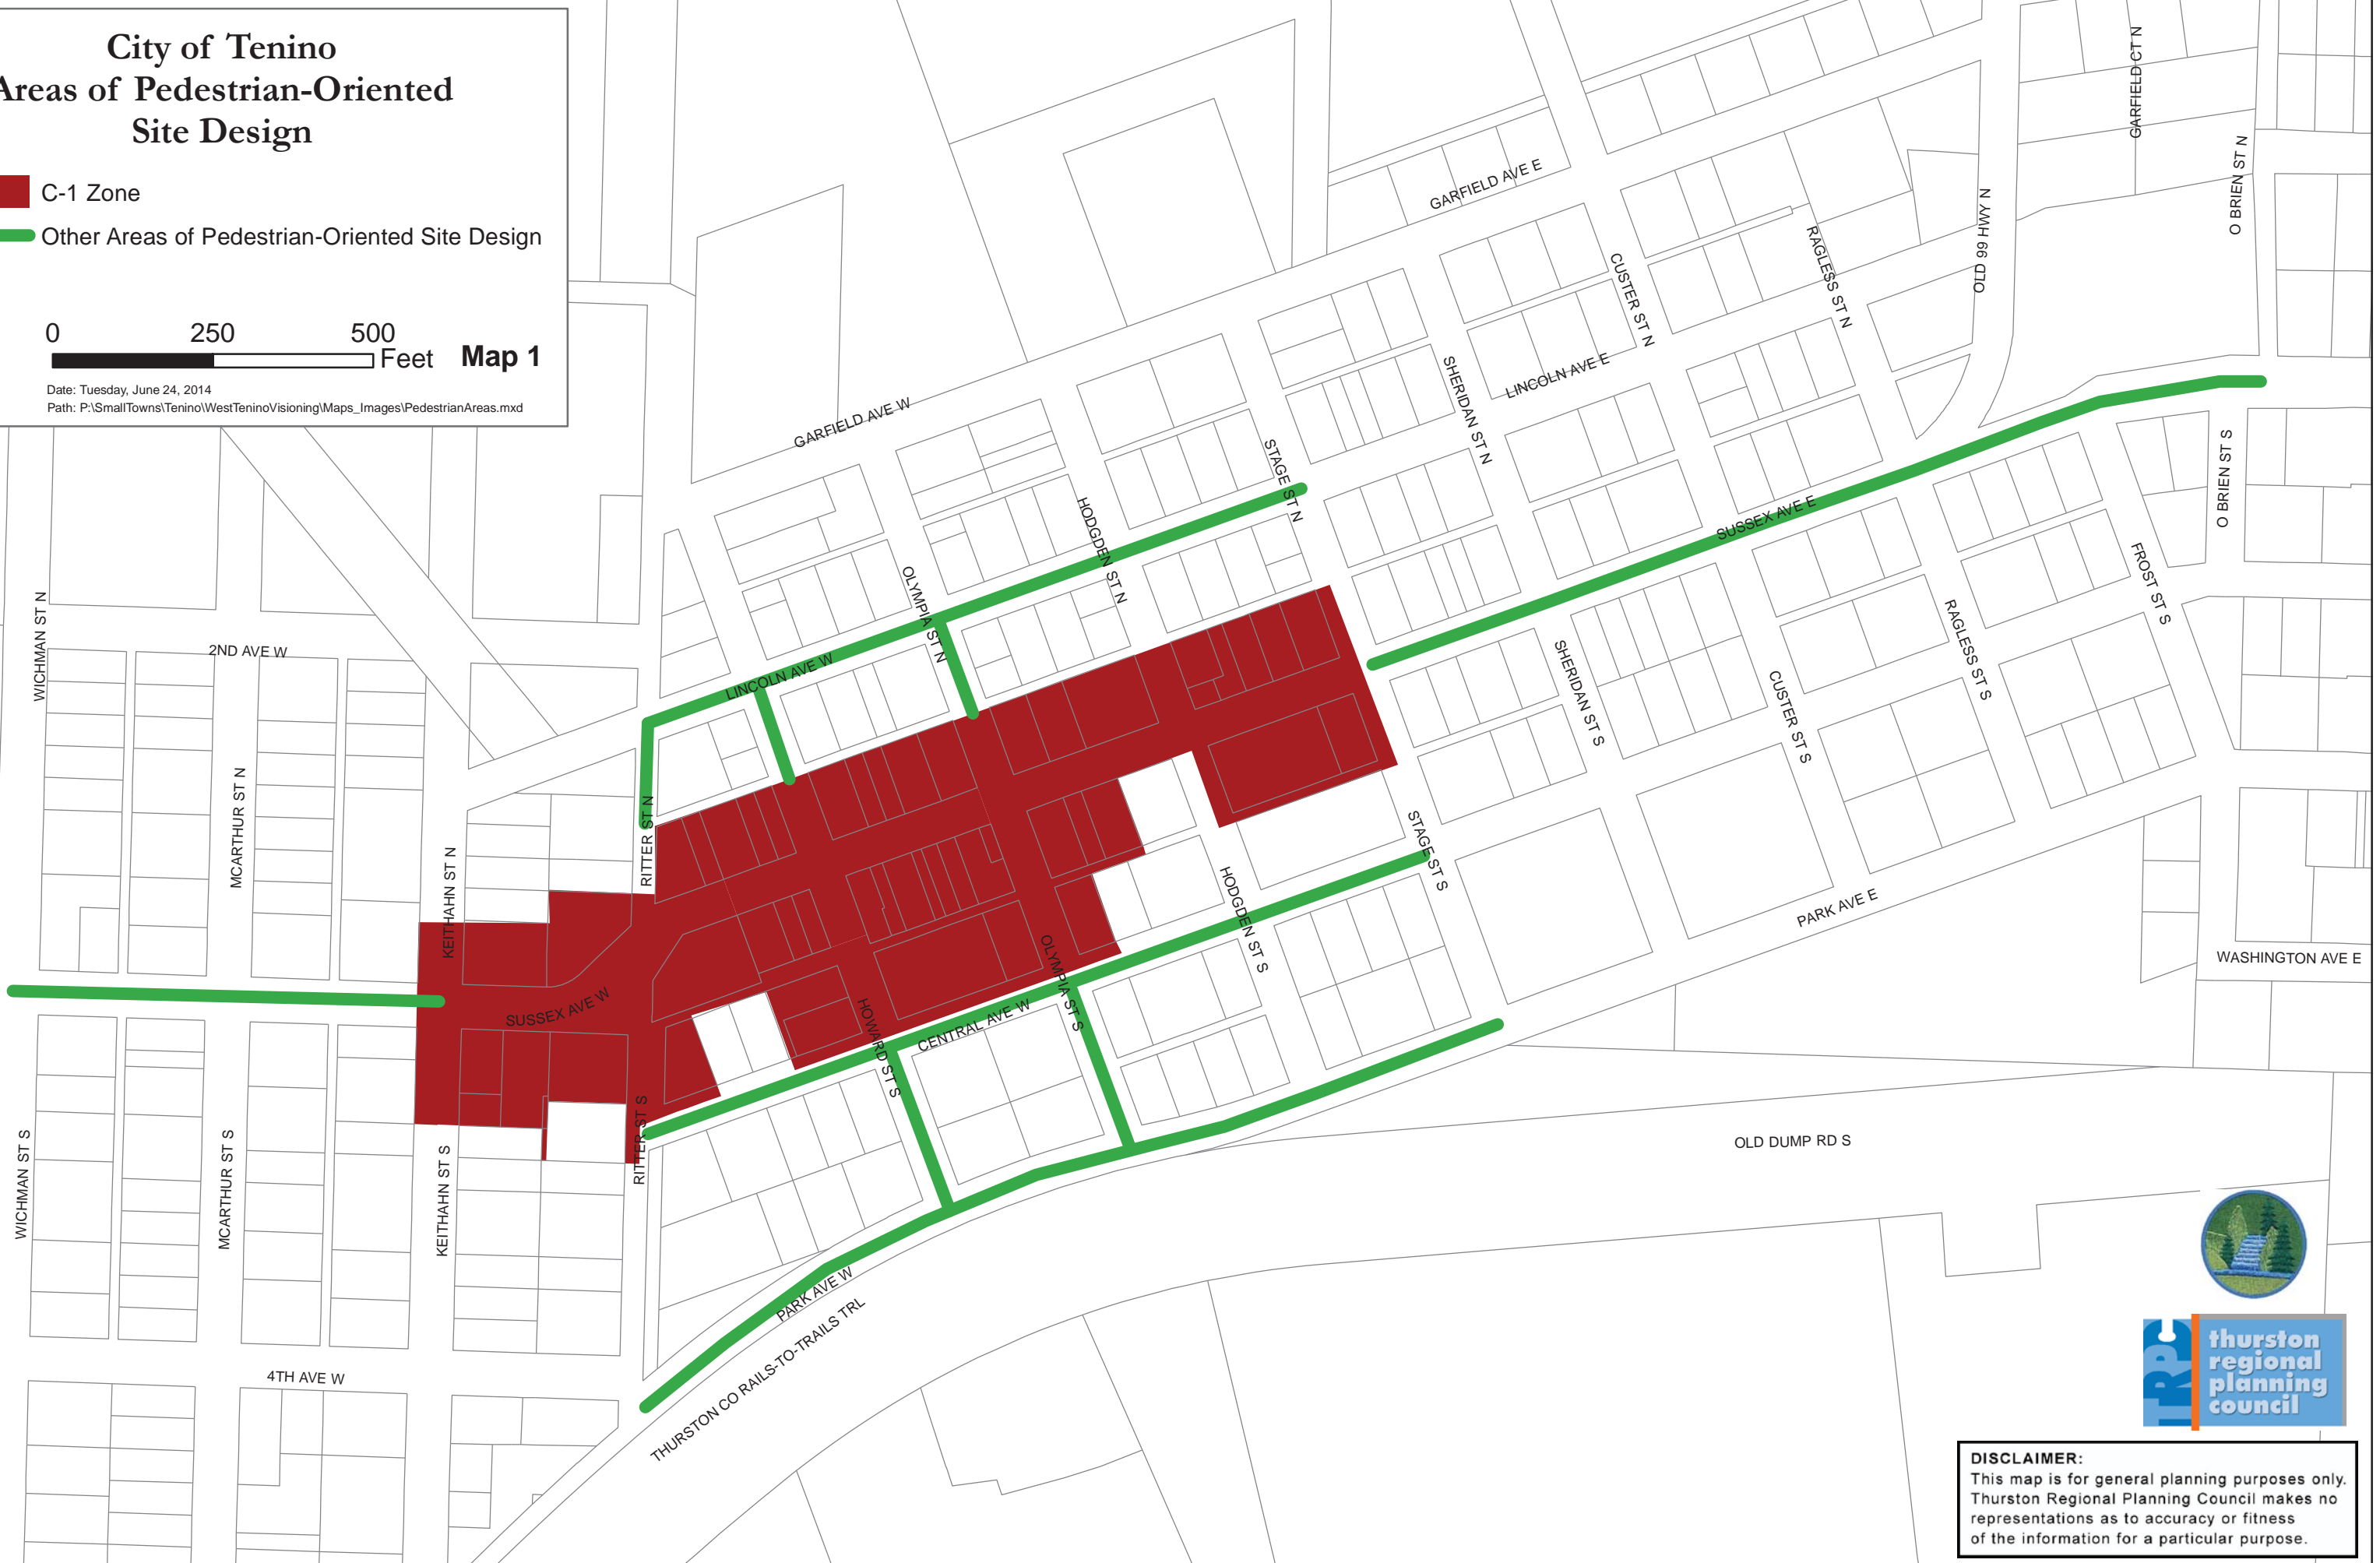 City of Tenino
Areas of Pedestrian-Oriented
Site Design
C-1 Zone
Other Areas of Pedestrian-Oriented Site Design
0 250 500
Feet Map 1
Date: Tuesday, June 24, 2014
Path: P:\SmallTowns\Tenino\WestTeninoVisioning\Maps_Images\PedestrianAreas.mxd
GARFIELD CT N
O BRIEN ST N
GARFIELD AVE E
OLD 99 HWY N
RAGLESS ST N
CUSTER ST N
LINCOLN AVE E
SHERIDAN ST N
GARFIELD AVE W
STAGE ST N
HODGDEN ST N
OLYMPIA ST N
LINCOLN AVE W
SUSSEX AVE E
O BRIEN ST S
FROST ST S
RAGLESS ST S
CUSTER ST S
SHERIDAN ST S
WICHMAN ST N
2ND AVE W
MCARTHUR ST N
KEITHAHN ST N
RITTER ST N
SUSSEX AVE W
STAGE ST S
HODGDEN ST S
OLYMPIA ST S
HOWARD ST S
CENTRAL AVE W
PARK AVE E
WASHINGTON AVE E
OLD DUMP RD S
WICHMAN ST S
MCARTHUR ST S
KEITHAHN ST S
RITTER ST S
PARK AVE W
THURSTON CO RAILS-TO-TRAILS TRL
4TH AVE W
TRPC
thurston
regional
planning
council
DISCLAIMER:
This map is for general planning purposes only.
Thurston Regional Planning Council makes no
representations as to accuracy or fitness
of the information for a particular purpose.